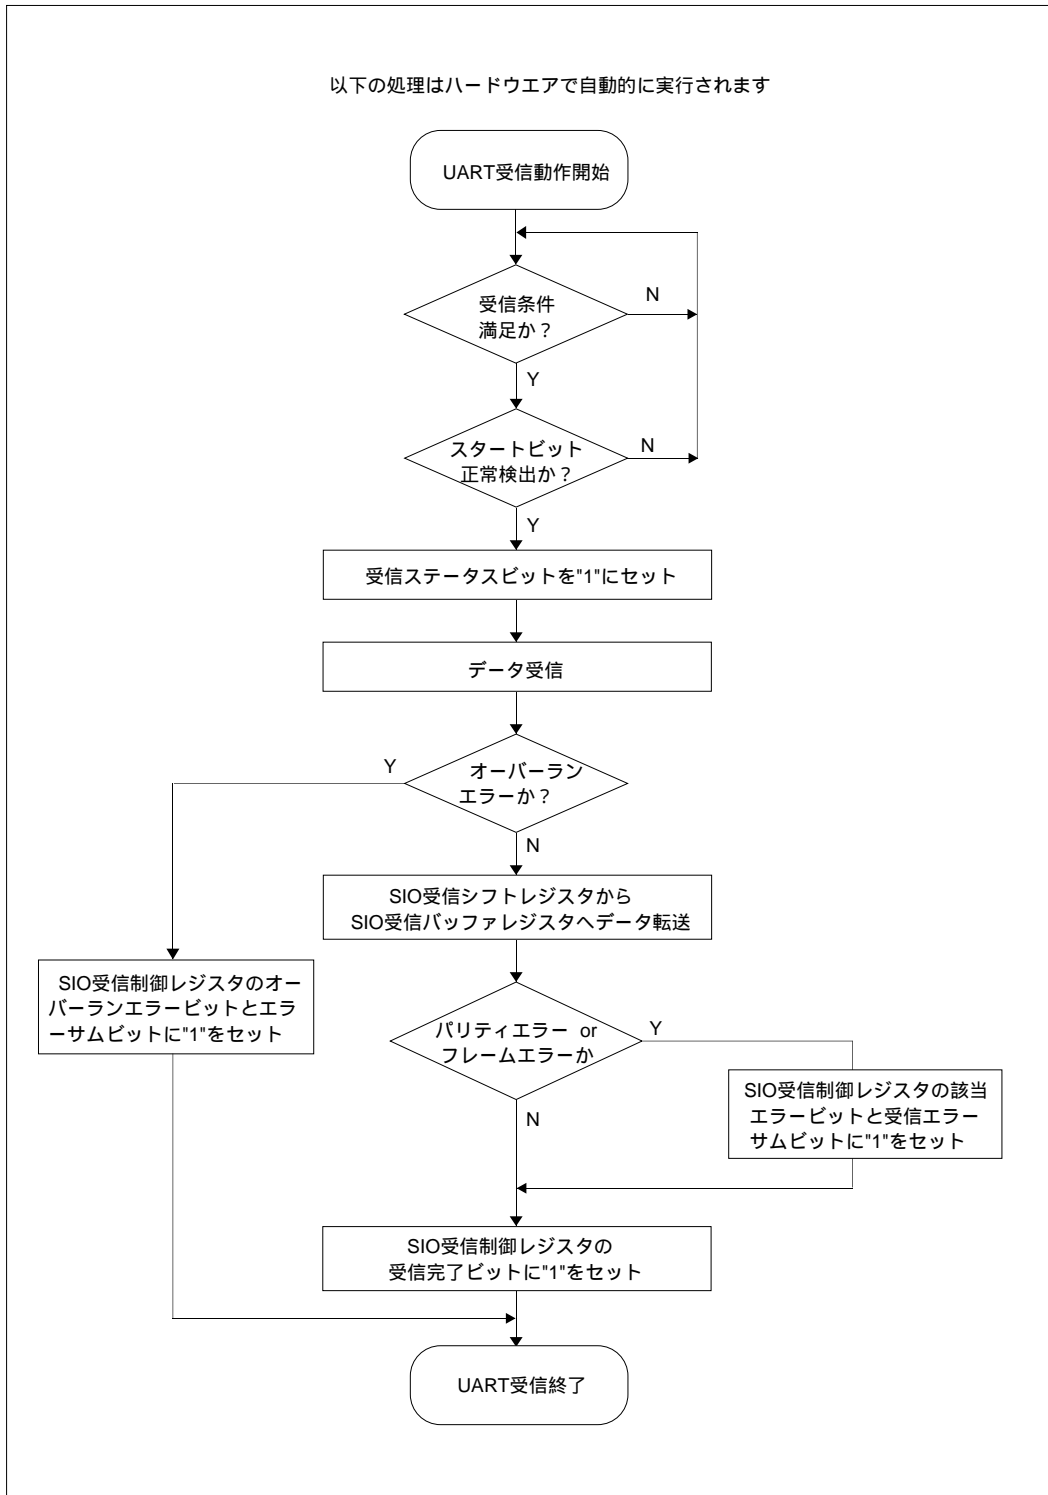 以下の処理はハードウエアで自動的に実行されます
UART受信動作開始
受信条件
満足か？
N
Y
スタートビット
正常検出か？
N
Y
受信ステータスビットを"1"にセット
データ受信
オーバーラン
エラーか？
Y
N
SIO受信シフトレジスタから
SIO受信バッファレジスタへデータ転送
SIO受信制御レジスタのオー
バーランエラービットとエラ
ーサムビットに"1"をセット
パリティエラー or
フレームエラーか
Y
N
SIO受信制御レジスタの該当
エラービットと受信エラー
サムビットに"1"をセット
SIO受信制御レジスタの
受信完了ビットに"1"をセット
UART受信終了